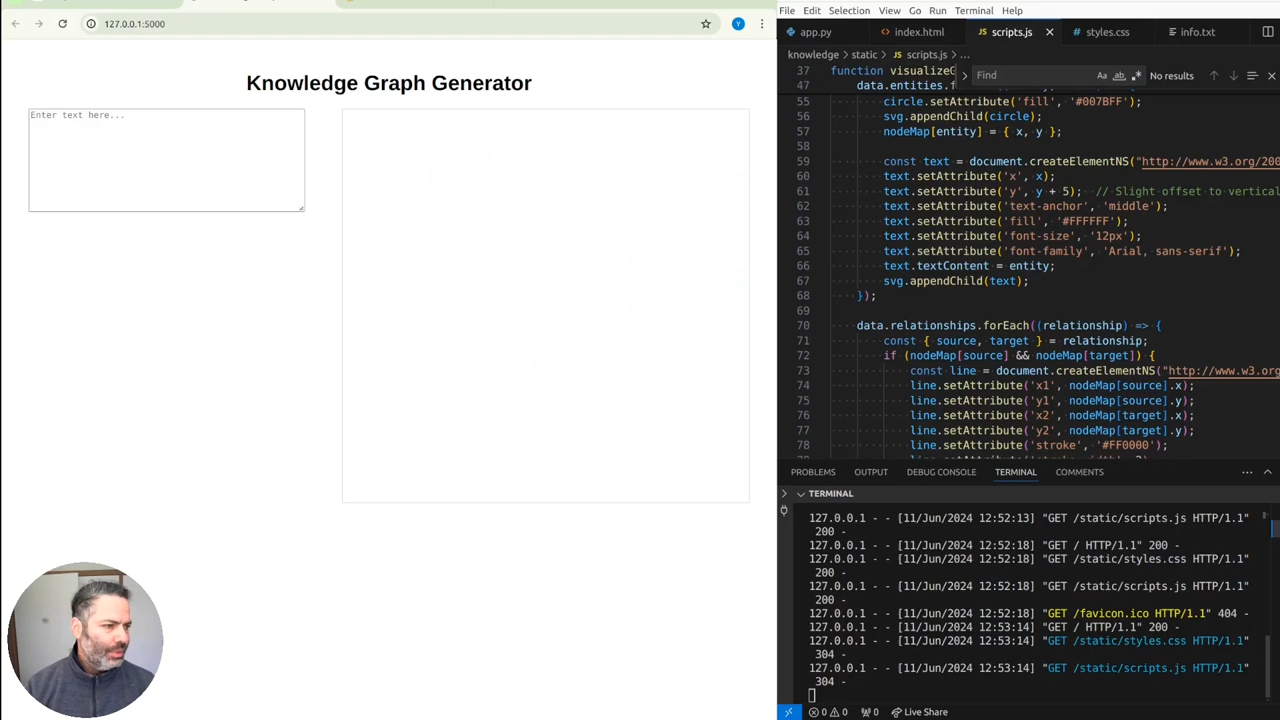 127.0.0.1:5000
Y
Knowledge Graph Generator
Enter text here...
File Edit Selection View Go Run Terminal Help
app.py
index.html
scripts.js
styles.css
info.txt
knowledge > static > scripts.js > ...
Find
Aa ab .*
No results
37 function visualizeG
47 data.entities.f
55 circle.setAttribute('fill', '#007BFF');
56 svg.appendChild(circle);
57 nodeMap[entity] = { x, y };
58
59 const text = document.createElementNS("http://www.w3.org/200
60 text.setAttribute('x', x);
61 text.setAttribute('y', y + 5); // Slight offset to vertical
62 text.setAttribute('text-anchor', 'middle');
63 text.setAttribute('fill', '#FFFFFF');
64 text.setAttribute('font-size', '12px');
65 text.setAttribute('font-family', 'Arial, sans-serif');
66 text.textContent = entity;
67 svg.appendChild(text);
68 });
69
70 data.relationships.forEach((relationship) => {
71 const { source, target } = relationship;
72 if (nodeMap[source] && nodeMap[target]) {
73 const line = document.createElementNS("http://www.w3.org
74 line.setAttribute('x1', nodeMap[source].x);
75 line.setAttribute('y1', nodeMap[source].y);
76 line.setAttribute('x2', nodeMap[target].x);
77 line.setAttribute('y2', nodeMap[target].y);
78 line.setAttribute('stroke', '#FF0000');
PROBLEMS OUTPUT DEBUG CONSOLE TERMINAL COMMENTS
TERMINAL
127.0.0.1 - - [11/Jun/2024 12:52:13] "GET /static/scripts.js HTTP/1.1"
200 -
127.0.0.1 - - [11/Jun/2024 12:52:18] "GET / HTTP/1.1" 200 -
127.0.0.1 - - [11/Jun/2024 12:52:18] "GET /static/styles.css HTTP/1.1"
200 -
127.0.0.1 - - [11/Jun/2024 12:52:18] "GET /static/scripts.js HTTP/1.1"
200 -
127.0.0.1 - - [11/Jun/2024 12:52:18] "GET /favicon.ico HTTP/1.1" 404 -
127.0.0.1 - - [11/Jun/2024 12:53:14] "GET / HTTP/1.1" 200 -
127.0.0.1 - - [11/Jun/2024 12:53:14] "GET /static/styles.css HTTP/1.1"
304 -
127.0.0.1 - - [11/Jun/2024 12:53:14] "GET /static/scripts.js HTTP/1.1"
304 -
0 0 0 Live Share